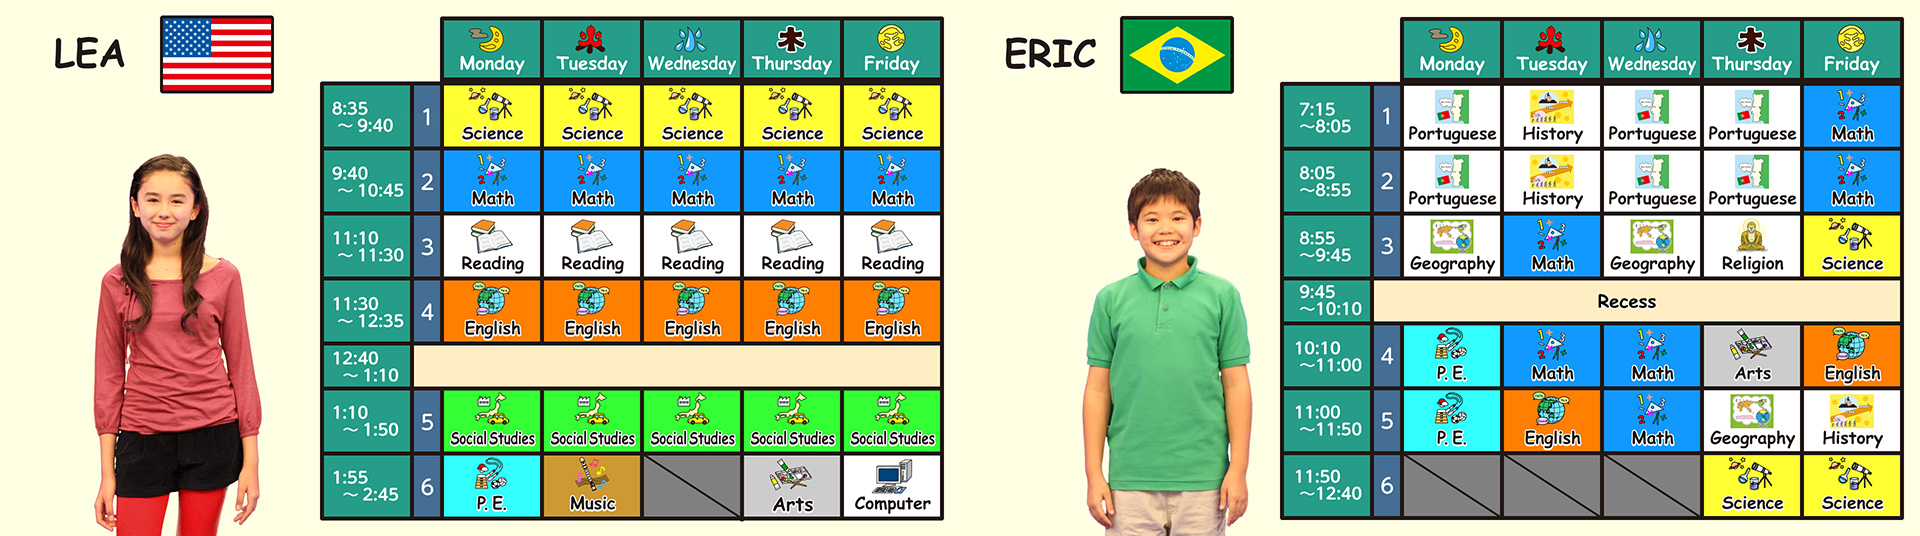 LEA
Monday Tuesday Wednesday Thursday Friday
8:35 ～ 9:40 1 Science Science Science Science Science
9:40 ～ 10:45 2 Math Math Math Math Math
11:10 ～ 11:30 3 Reading Reading Reading Reading Reading
11:30 ～ 12:35 4 English English English English English
12:40 ～ 1:10
1:10 ～ 1:50 5 Social Studies Social Studies Social Studies Social Studies Social Studies
1:55 ～ 2:45 6 P. E. Music Arts Computer
ERIC
Monday Tuesday Wednesday Thursday Friday
7:15 ～8:05 1 Portuguese History Portuguese Portuguese Math
8:05 ～8:55 2 Portuguese History Portuguese Portuguese Math
8:55 ～9:45 3 Geography Math Geography Religion Science
9:45 ～10:10 Recess
10:10 ～11:00 4 P. E. Math Math Arts English
11:00 ～11:50 5 P. E. English Math Geography History
11:50 ～12:40 6 Science Science